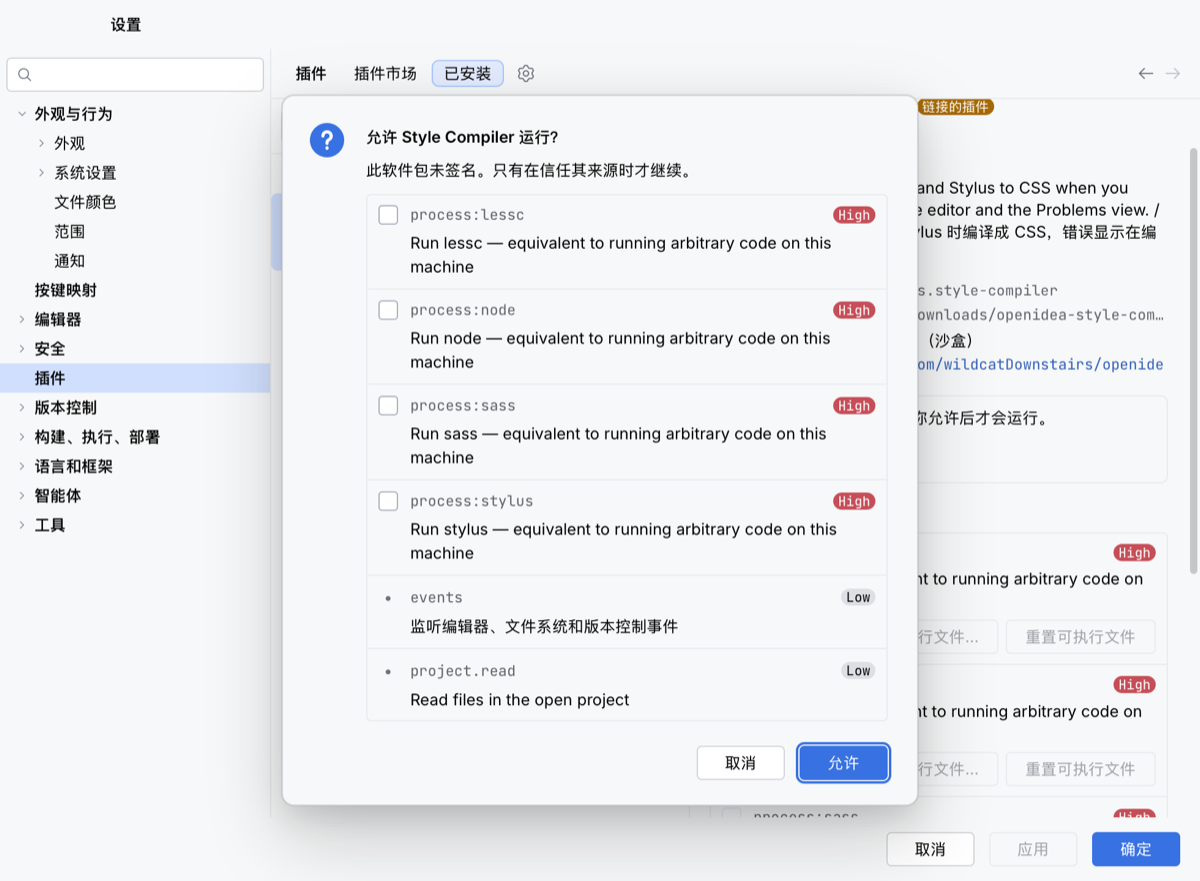 设置
外观与行为
外观
系统设置
文件颜色
范围
通知
按键映射
编辑器
安全
插件
版本控制
构建、执行、部署
语言和框架
智能体
工具
插件 插件市场 已安装
链接的插件
and Stylus to CSS when you
editor and the Problems view. /
时编译成 CSS，错误显示在编
s.style-compiler
ownloads/openidea-style-com…
（沙盒）
om/wildcatDownstairs/openide
允许后才会运行。
High
nt to running arbitrary code on
行文件… 重置可执行文件
High
nt to running arbitrary code on
行文件… 重置可执行文件
process:sass High
允许 Style Compiler 运行?
此软件包未签名。只有在信任其来源时才继续。
process:lessc High
Run lessc — equivalent to running arbitrary code on this
machine
process:node High
Run node — equivalent to running arbitrary code on this
machine
process:sass High
Run sass — equivalent to running arbitrary code on this
machine
process:stylus High
Run stylus — equivalent to running arbitrary code on this
machine
• events Low
监听编辑器、文件系统和版本控制事件
• project.read Low
Read files in the open project
取消 允许
取消 应用 确定